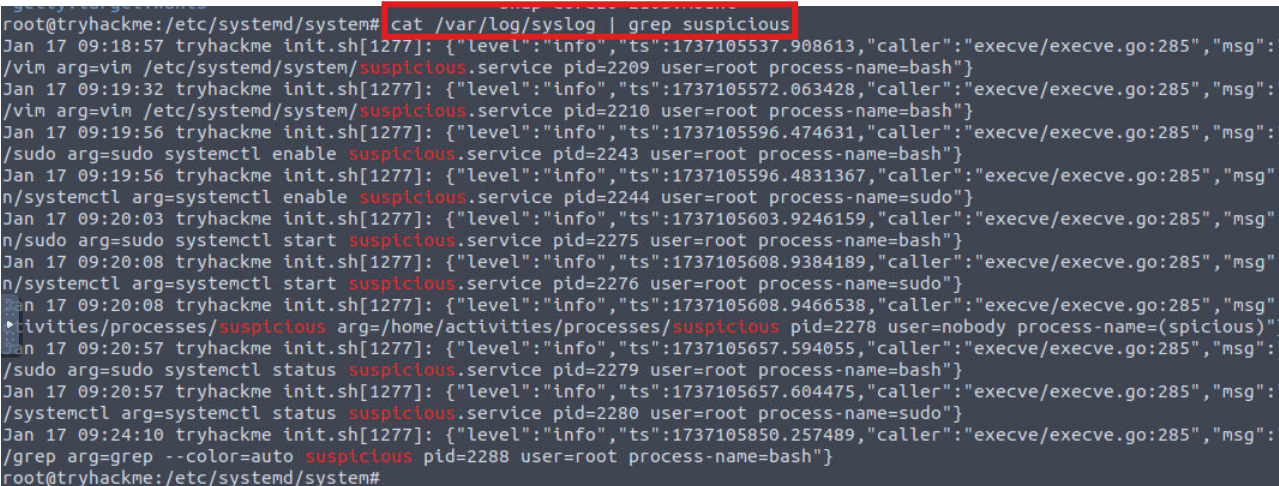 root@tryhackme:/etc/systemd/system# cat /var/log/syslog | grep suspicious
Jan 17 09:18:57 tryhackme init.sh[1277]: {"level":"info","ts":1737105537.908613,"caller":"execve/execve.go:285","msg":
/vim arg=vim /etc/systemd/system/suspicious.service pid=2209 user=root process-name=bash"}
Jan 17 09:19:32 tryhackme init.sh[1277]: {"level":"info","ts":1737105572.063428,"caller":"execve/execve.go:285","msg":
/vim arg=vim /etc/systemd/system/suspicious.service pid=2210 user=root process-name=bash"}
Jan 17 09:19:56 tryhackme init.sh[1277]: {"level":"info","ts":1737105596.474631,"caller":"execve/execve.go:285","msg":
/sudo arg=sudo systemctl enable suspicious.service pid=2243 user=root process-name=bash"}
Jan 17 09:19:56 tryhackme init.sh[1277]: {"level":"info","ts":1737105596.4831367,"caller":"execve/execve.go:285","msg"
n/systemctl arg=systemctl enable suspicious.service pid=2244 user=root process-name=sudo"}
Jan 17 09:20:03 tryhackme init.sh[1277]: {"level":"info","ts":1737105603.9246159,"caller":"execve/execve.go:285","msg"
n/sudo arg=sudo systemctl start suspicious.service pid=2275 user=root process-name=bash"}
Jan 17 09:20:08 tryhackme init.sh[1277]: {"level":"info","ts":1737105608.9384189,"caller":"execve/execve.go:285","msg"
n/systemctl arg=systemctl start suspicious.service pid=2276 user=root process-name=sudo"}
an 17 09:20:08 tryhackme init.sh[1277]: {"level":"info","ts":1737105608.9466538,"caller":"execve/execve.go:285","msg"
tivities/processes/suspicious arg=/home/activities/processes/suspicious pid=2278 user=nobody process-name=(spicious)"
an 17 09:20:57 tryhackme init.sh[1277]: {"level":"info","ts":1737105657.594055,"caller":"execve/execve.go:285","msg":
/sudo arg=sudo systemctl status suspicious.service pid=2279 user=root process-name=bash"}
Jan 17 09:20:57 tryhackme init.sh[1277]: {"level":"info","ts":1737105657.604475,"caller":"execve/execve.go:285","msg":
/systemctl arg=systemctl status suspicious.service pid=2280 user=root process-name=sudo"}
Jan 17 09:24:10 tryhackme init.sh[1277]: {"level":"info","ts":1737105850.257489,"caller":"execve/execve.go:285","msg":
/grep arg=grep --color=auto suspicious pid=2288 user=root process-name=bash"}
root@tryhackme:/etc/systemd/system#